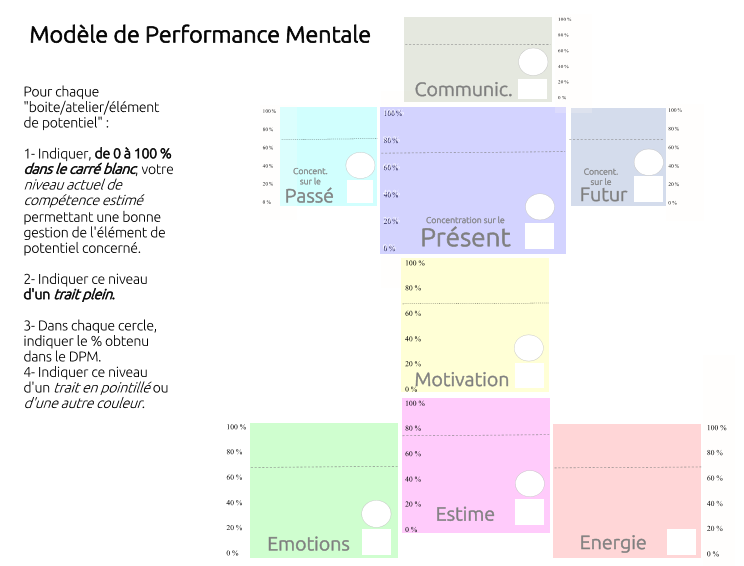 Modèle de Performance Mentale
Pour chaque
"boite/atelier/élément
de potentiel" :
1- Indiquer, de 0 à 100 %
dans le carré blanc, votre
niveau actuel de
compétence estimé
permettant une bonne
gestion de l'élément de
potentiel concerné.
2- Indiquer ce niveau
d'un trait plein.
3- Dans chaque cercle,
indiquer le % obtenu
dans le DPM.
4- Indiquer ce niveau
d'un trait en pointillé ou
d'une autre couleur.
100 %
80 %
60 %
40 %
20 %
0 %
Communic.
100 %
80 %
60 %
40 %
20 %
0 %
Concent.
sur le
Passé
100 %
80 %
60 %
40 %
20 %
0 %
Concentration sur le
Présent
100 %
80 %
60 %
40 %
20 %
0 %
Concent.
sur le
Futur
100 %
80 %
60 %
40 %
20 %
0 %
Motivation
100 %
80 %
60 %
40 %
20 %
0 %
Emotions
100 %
80 %
60 %
40 %
20 %
0 %
Estime
100 %
80 %
60 %
40 %
20 %
0 %
Energie